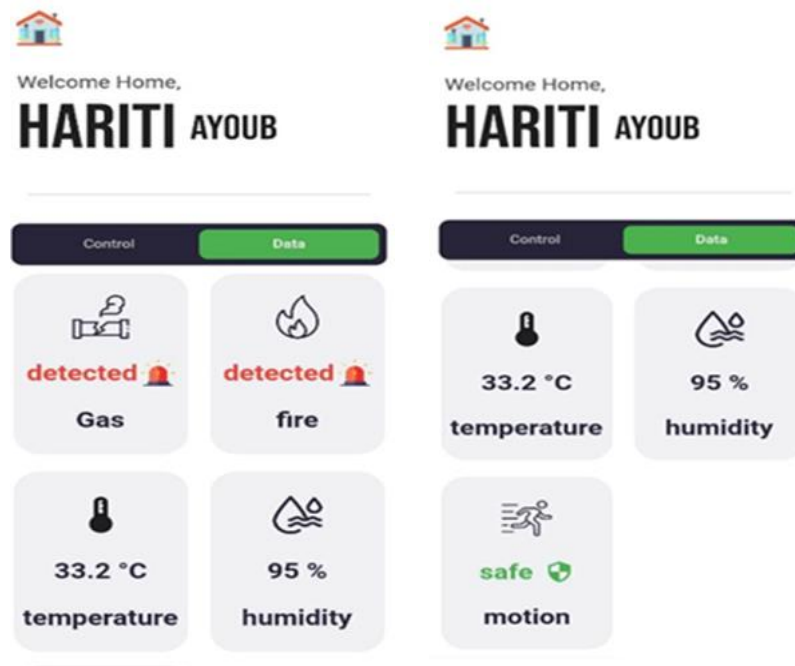 Welcome Home,
HARITI AYOUB
Control Data
detected detected
Gas fire
33.2 °C 95 %
temperature humidity
Welcome Home,
HARITI AYOUB
Control Data
33.2 °C 95 %
temperature humidity
safe
motion